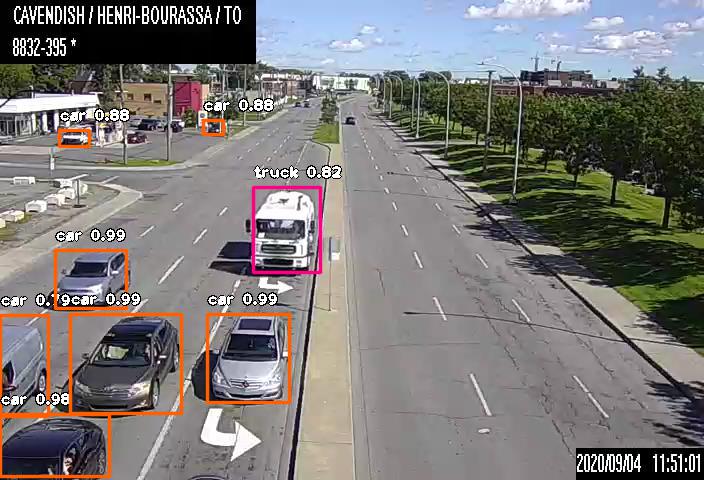 CAVENDISH / HENRI-BOURASSA / TO
8832-395 *
car 0.88
car 0.88
truck 0.82
car 0.99
car 0.79
car 0.99
car 0.99
car 0.98
2020/09/04 11:51:01